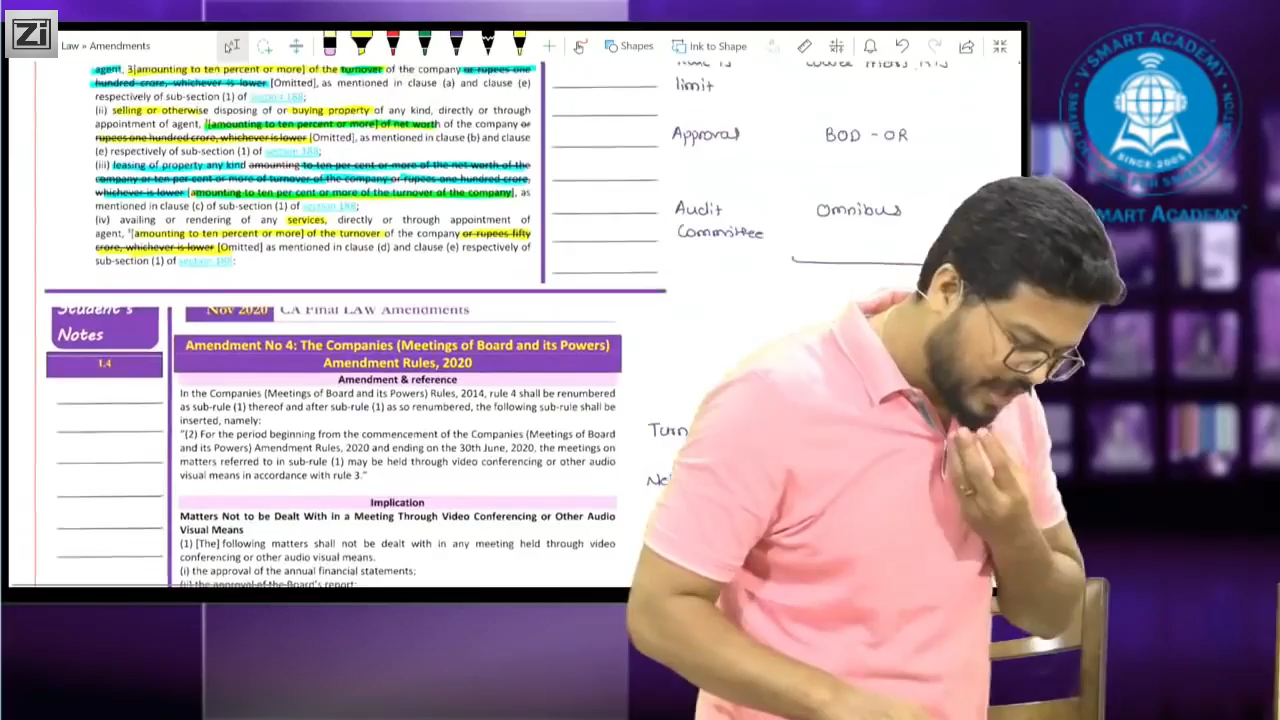 Zi
Law » Amendments
Shapes
Ink to Shape
agent, 3[amounting to ten percent or more] of the turnover of the company or rupees one
hundred crore, whichever is lower [Omitted], as mentioned in clause (a) and clause (e)
respectively of sub-section (1) of section 188;
(ii) selling or otherwise disposing of or buying property of any kind, directly or through
appointment of agent, [amounting to ten percent or more] of net worth of the company or
rupees one hundred crore, whichever is lower [Omitted], as mentioned in clause (b) and clause
(e) respectively of sub-section (1) of section 188;
(iii) leasing of property any kind amounting to ten per cent or more of the net worth of the
company or ten per cent or more of turnover of the company or rupees one hundred crore,
whichever is lower [amounting to ten per cent or more of the turnover of the company], as
mentioned in clause (c) of sub-section (1) of section 188;
(iv) availing or rendering of any services, directly or through appointment of
agent, [amounting to ten percent or more] of the turnover of the company or rupees fifty
crore, whichever is lower [Omitted] as mentioned in clause (d) and clause (e) respectively of
sub-section (1) of section 188:
limit
Approval BOD - OR
Audit Omnibus
Committee
Turn
Student's
Notes
1.4
Nov 2020 CA Final LAW Amendments
Amendment No 4: The Companies (Meetings of Board and its Powers)
Amendment Rules, 2020
Amendment & reference
In the Companies (Meetings of Board and its Powers) Rules, 2014, rule 4 shall be renumbered
as sub-rule (1) thereof and after sub-rule (1) as so renumbered, the following sub-rule shall be
inserted, namely:
"(2) For the period beginning from the commencement of the Companies (Meetings of Board
and its Powers) Amendment Rules, 2020 and ending on the 30th June, 2020, the meetings on
matters referred to in sub-rule (1) may be held through video conferencing or other audio
visual means in accordance with rule 3."
Implication
Matters Not to be Dealt With in a Meeting Through Video Conferencing or Other Audio
Visual Means
(1) [The] following matters shall not be dealt with in any meeting held through video
conferencing or other audio visual means.
(i) the approval of the annual financial statements;
(ii) the approval of the Board's report;
V'SMART ACADEMY
SINCE 2006
SMART ACADEMY